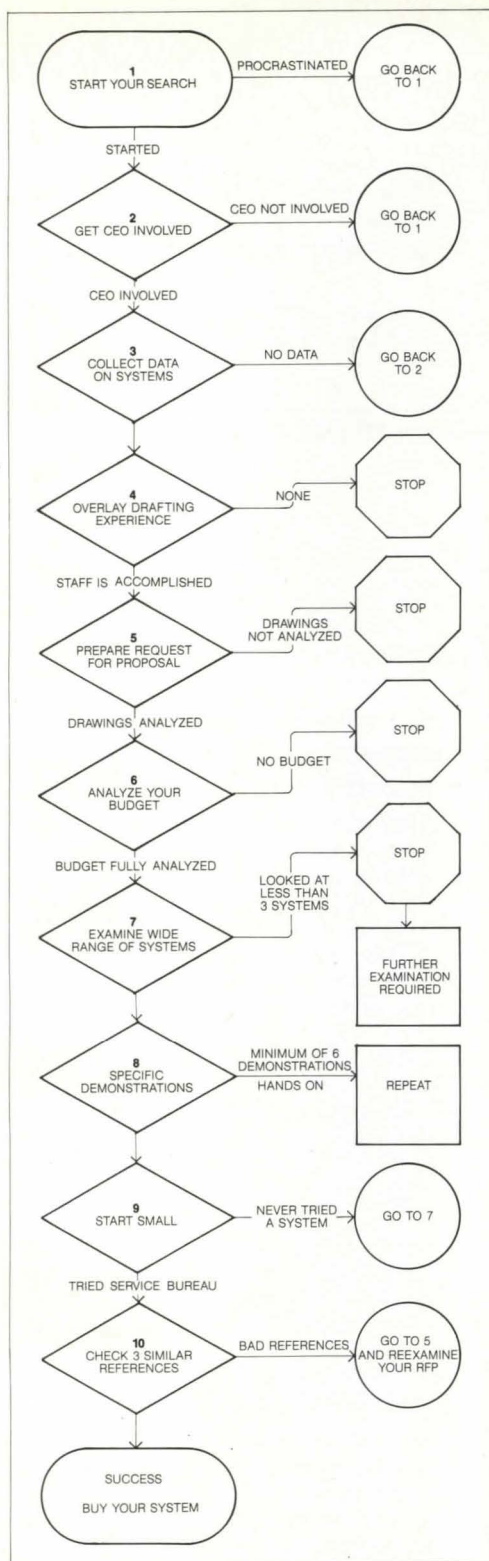 1
START YOUR SEARCH
PROCRASTINATED
GO BACK
TO 1
STARTED
2
GET CEO INVOLVED
CEO NOT INVOLVED
GO BACK
TO 1
CEO INVOLVED
3
COLLECT DATA
ON SYSTEMS
NO DATA
GO BACK
TO 2
4
OVERLAY DRAFTING
EXPERIENCE
NONE
STOP
STAFF IS ACCOMPLISHED
5
PREPARE REQUEST
FOR PROPOSAL
DRAWINGS
NOT ANALYZED
STOP
DRAWINGS ANALYZED
6
ANALYZE YOUR
BUDGET
NO BUDGET
STOP
BUDGET FULLY ANALYZED
7
EXAMINE WIDE
RANGE OF SYSTEMS
LOOKED AT
LESS THAN
3 SYSTEMS
STOP
FURTHER
EXAMINATION
REQUIRED
8
SPECIFIC
DEMONSTRATIONS
MINIMUM OF 6
DEMONSTRATIONS
HANDS ON
REPEAT
9
START SMALL
NEVER TRIED
A SYSTEM
GO TO 7
TRIED SERVICE BUREAU
10
CHECK 3 SIMILAR
REFERENCES
BAD REFERENCES
GO TO 5
AND REEXAMINE
YOUR RFP
SUCCESS
BUY YOUR SYSTEM